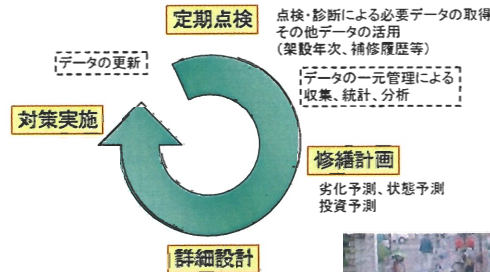 定期点検
点検・診断による必要データの取得
その他データの活用
（架設年次、補修履歴等）
データの更新
データの一元管理による
収集、統計、分析
対策実施
修繕計画
劣化予測、状態予測
投資予測
詳細設計